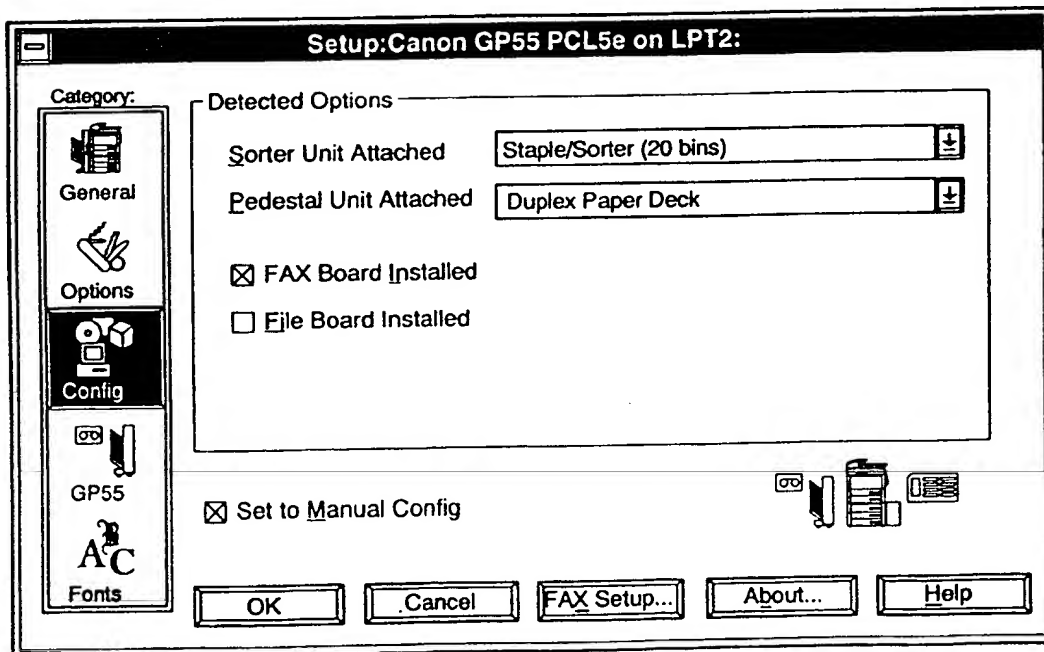 Setup:Canon GP55 PCL5e on LPT2:
Category:
General
Options
Config
GP55
Fonts
Detected Options
Sorter Unit Attached
Staple/Sorter (20 bins)
Pedestal Unit Attached
Duplex Paper Deck
FAX Board Installed
File Board Installed
Set to Manual Config
OK
Cancel
FAX Setup...
About...
Help